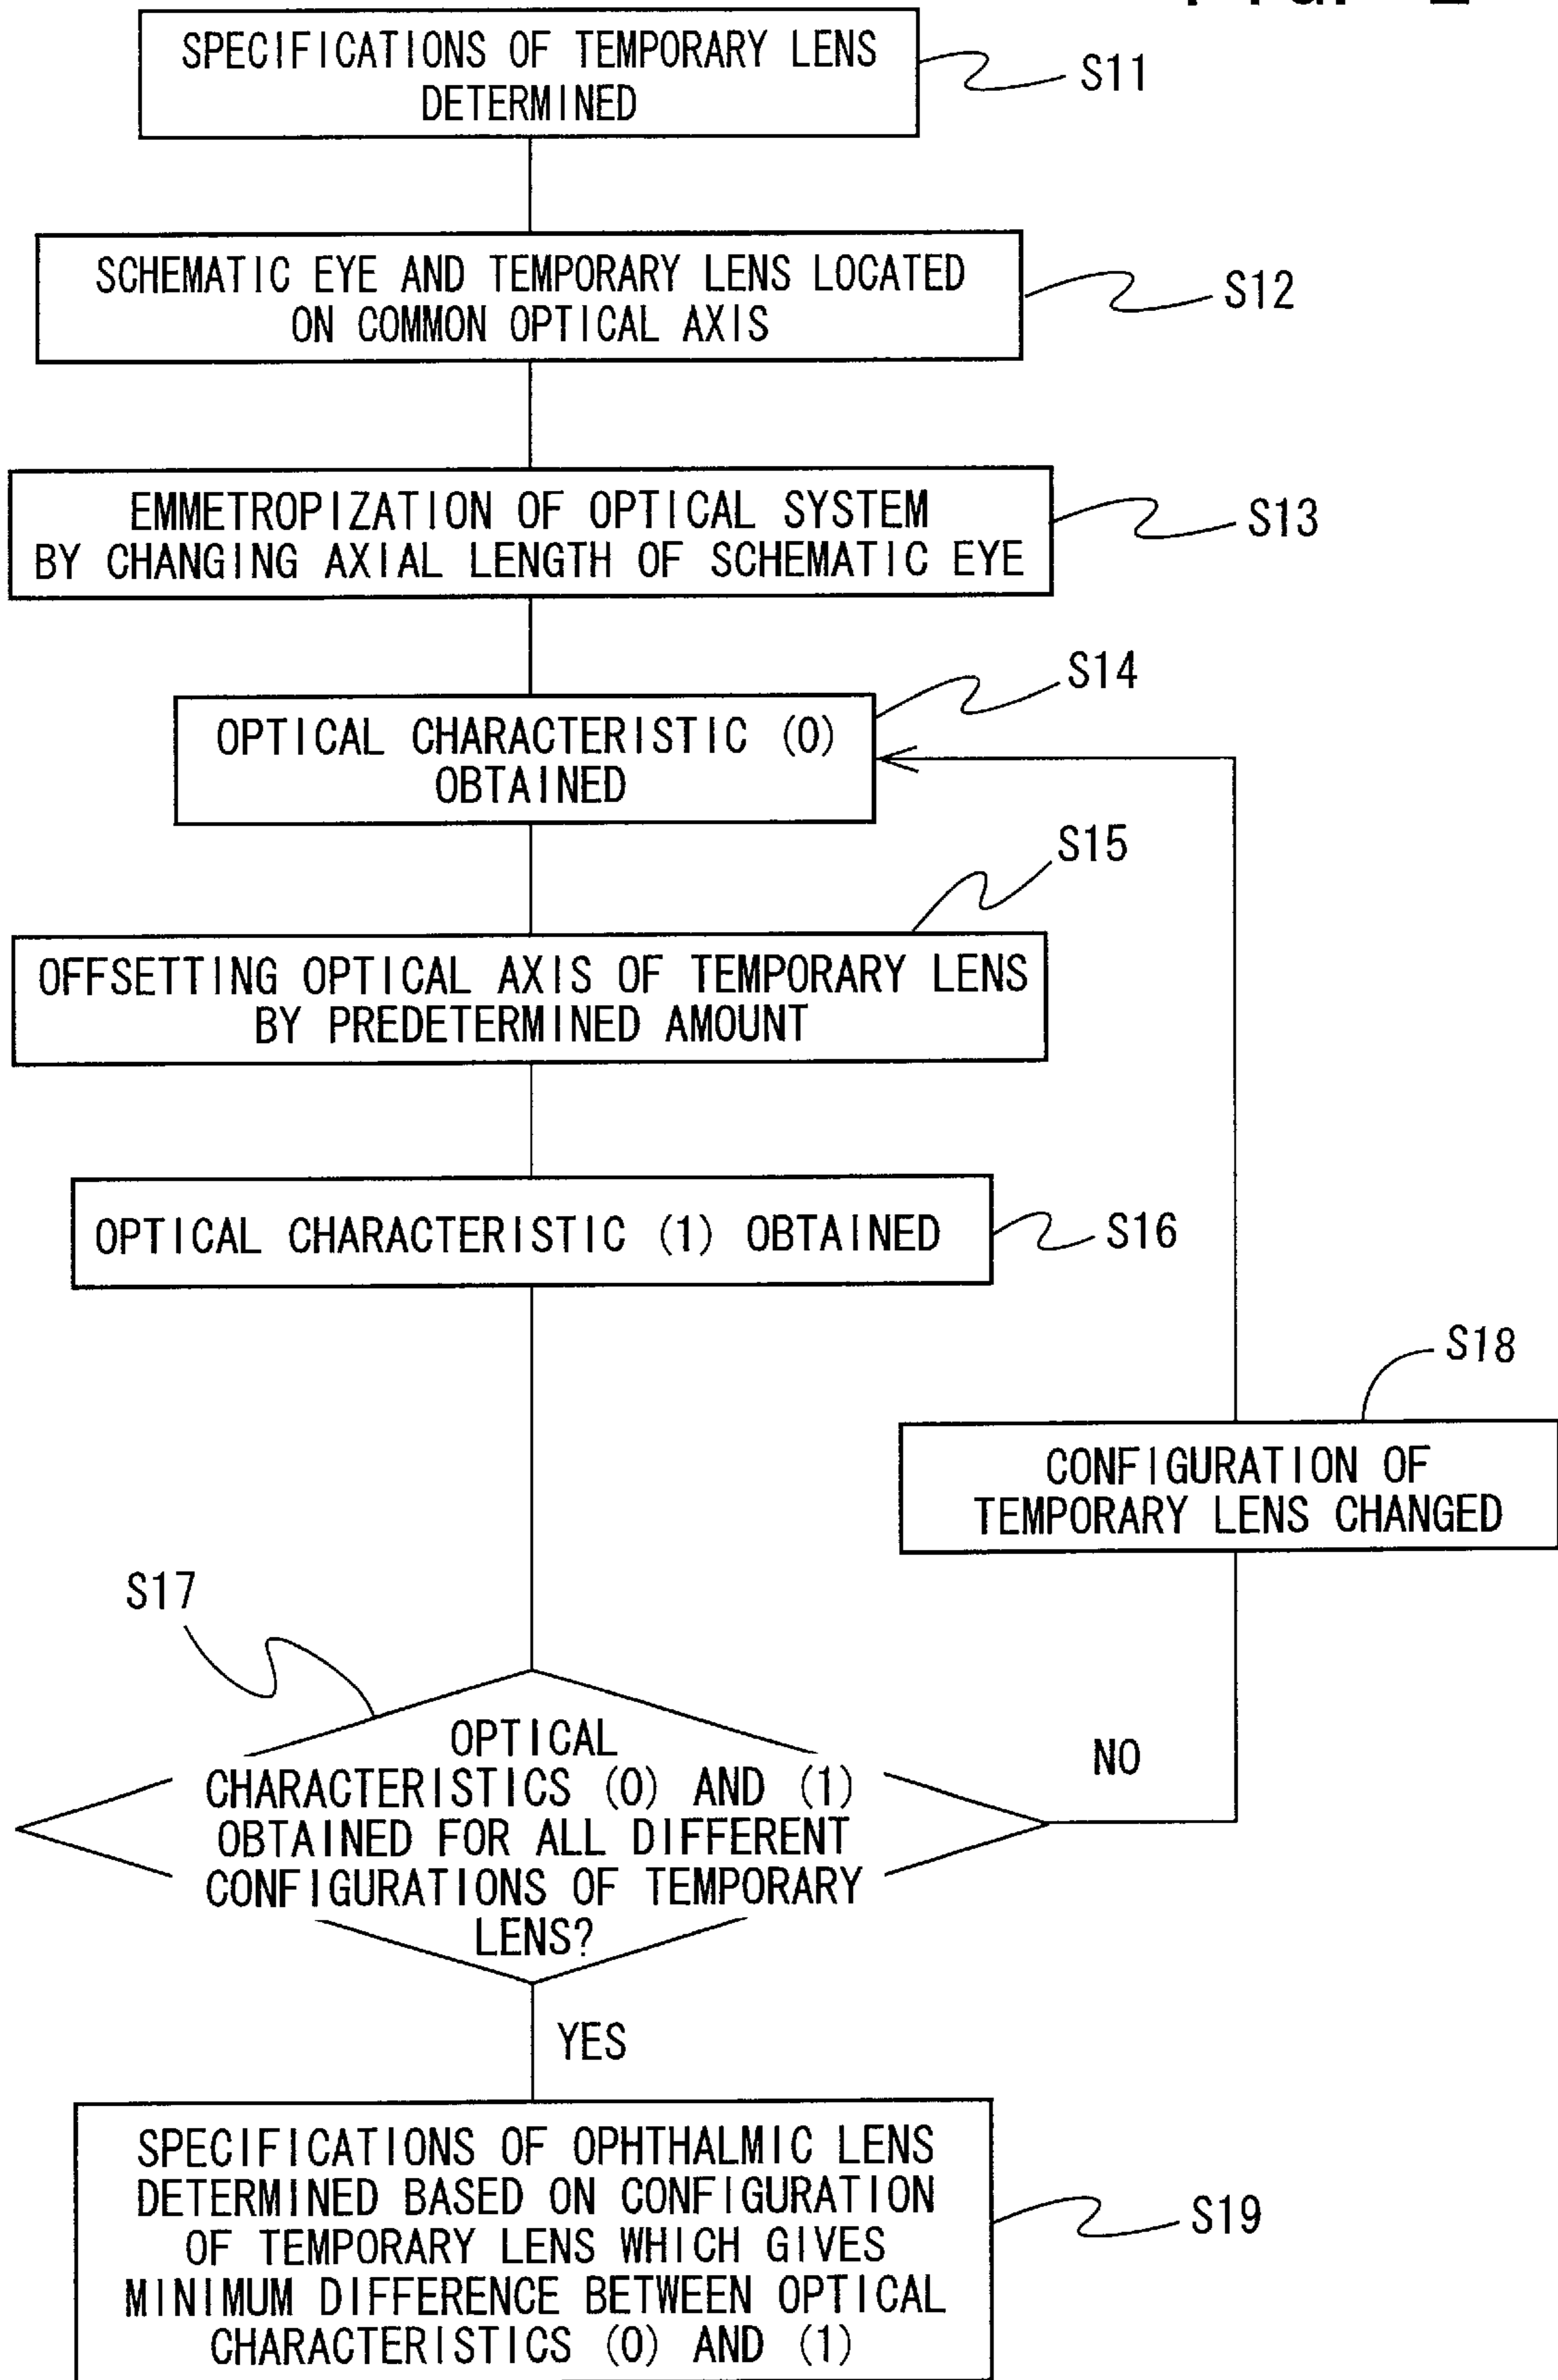 SPECIFICATIONS OF TEMPORARY LENS
DETERMINED
S11
SCHEMATIC EYE AND TEMPORARY LENS LOCATED
ON COMMON OPTICAL AXIS
S12
EMMETROPIZATION OF OPTICAL SYSTEM
BY CHANGING AXIAL LENGTH OF SCHEMATIC EYE
S13
S14
OPTICAL CHARACTERISTIC (0)
OBTAINED
S15
OFFSETTING OPTICAL AXIS OF TEMPORARY LENS
BY PREDETERMINED AMOUNT
OPTICAL CHARACTERISTIC (1) OBTAINED
S16
S18
CONFIGURATION OF
TEMPORARY LENS CHANGED
S17
OPTICAL
CHARACTERISTICS (0) AND (1)
OBTAINED FOR ALL DIFFERENT
CONFIGURATIONS OF TEMPORARY
LENS?
NO
YES
SPECIFICATIONS OF OPHTHALMIC LENS
DETERMINED BASED ON CONFIGURATION
OF TEMPORARY LENS WHICH GIVES
MINIMUM DIFFERENCE BETWEEN OPTICAL
CHARACTERISTICS (0) AND (1)
S19